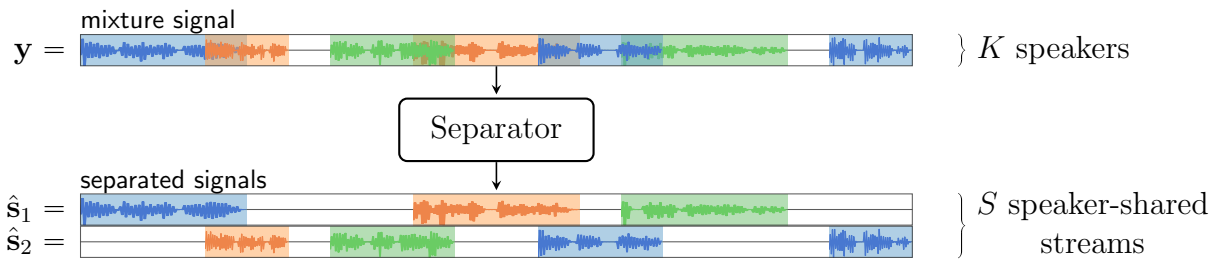 mixture signal
y = } K speakers
Separator
separated signals
ŝ₁ =
ŝ₂ =
} S speaker-shared
streams